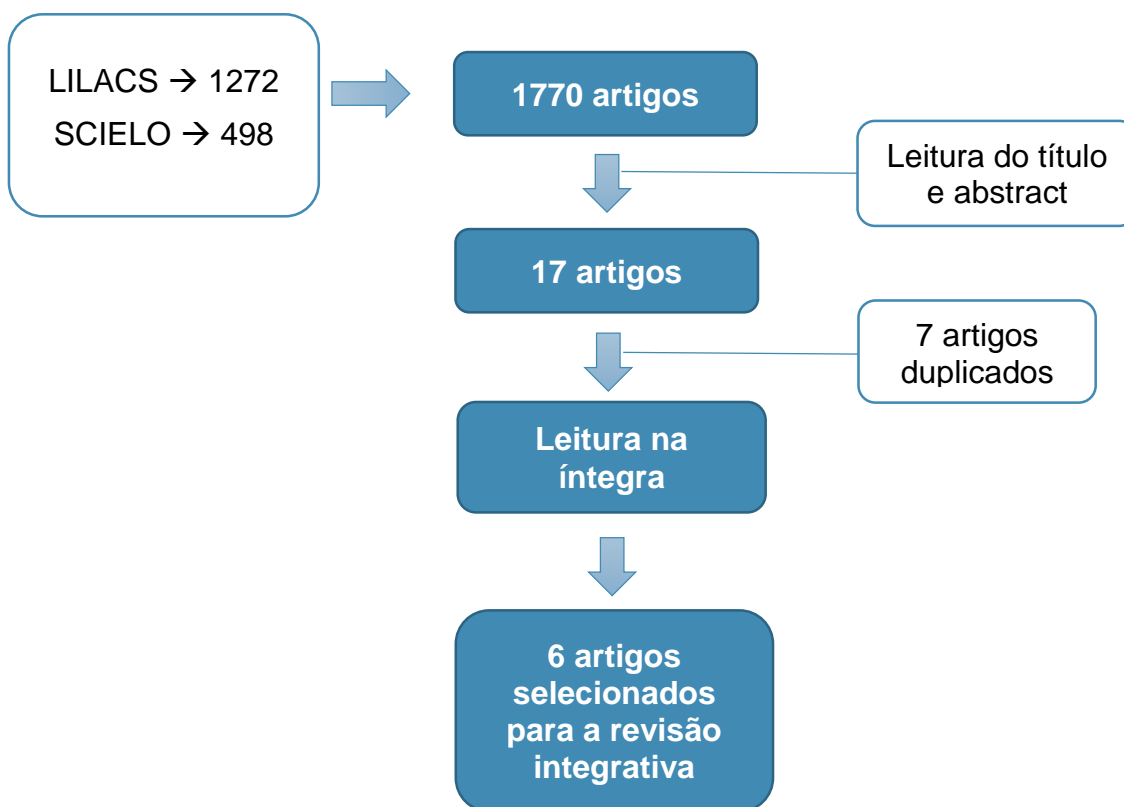 LILACS → 1272
SCIELO → 498
1770 artigos
Leitura do título
e abstract
17 artigos
7 artigos
duplicados
Leitura na
íntegra
6 artigos
selecionados
para a revisão
integrativa